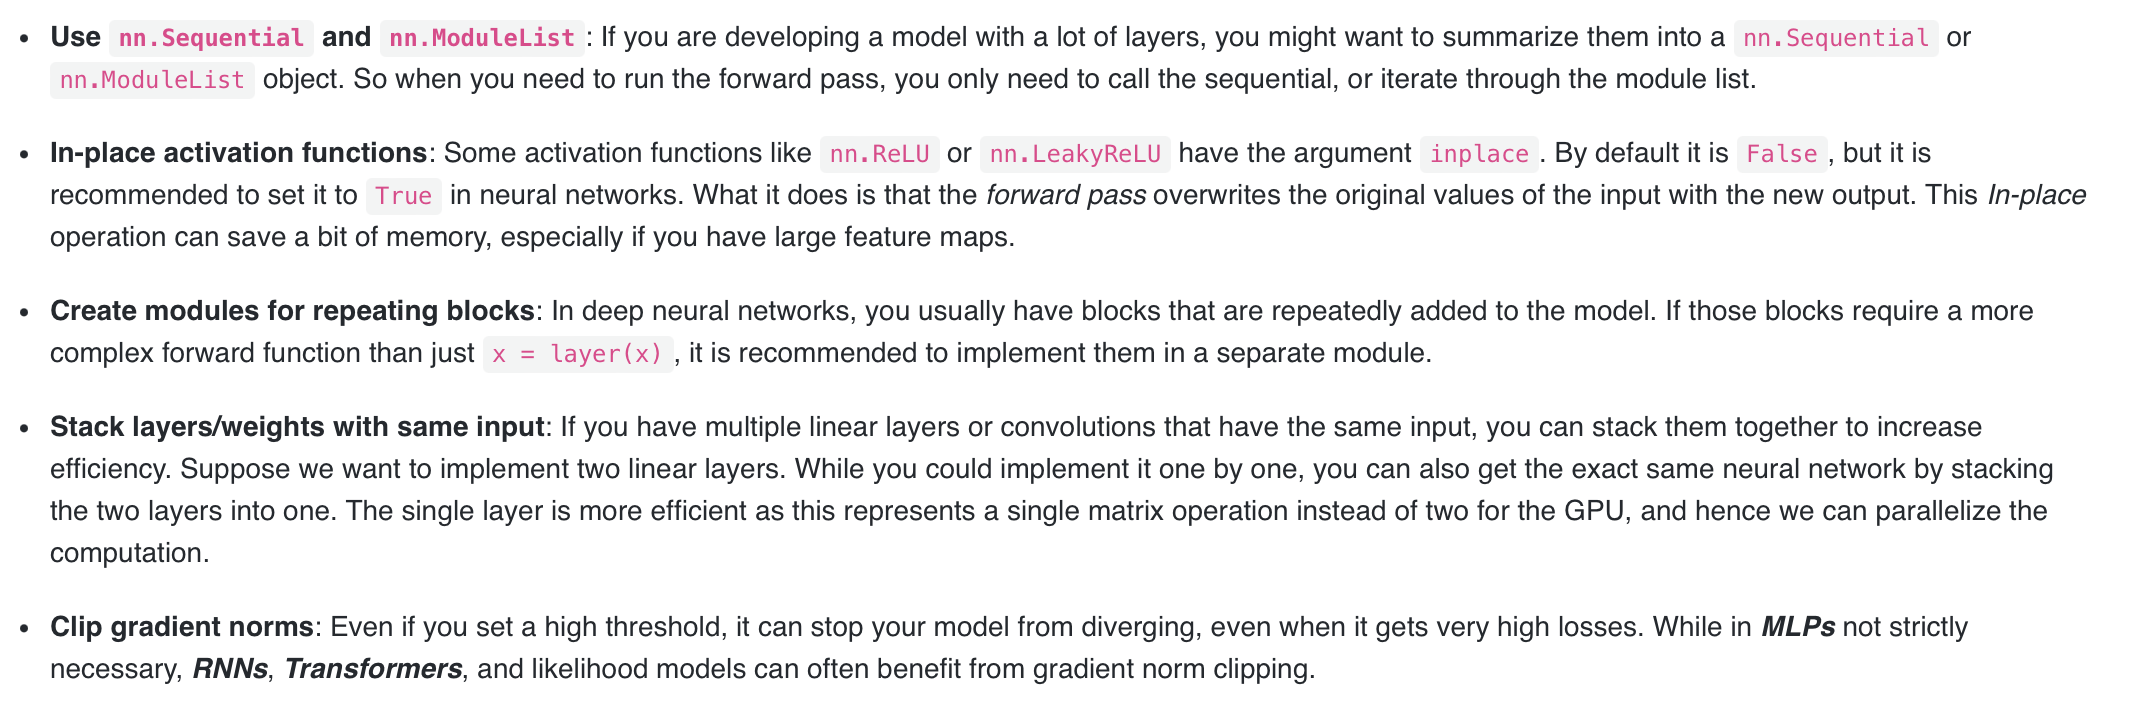 • Use nn.Sequential and nn.ModuleList : If you are developing a model with a lot of layers, you might want to summarize them into a nn.Sequential or
nn.ModuleList object. So when you need to run the forward pass, you only need to call the sequential, or iterate through the module list.
• In-place activation functions: Some activation functions like nn.ReLU or nn.LeakyReLU have the argument inplace . By default it is False , but it is
recommended to set it to True in neural networks. What it does is that the forward pass overwrites the original values of the input with the new output. This In-place
operation can save a bit of memory, especially if you have large feature maps.
• Create modules for repeating blocks: In deep neural networks, you usually have blocks that are repeatedly added to the model. If those blocks require a more
complex forward function than just x = layer(x) , it is recommended to implement them in a separate module.
• Stack layers/weights with same input: If you have multiple linear layers or convolutions that have the same input, you can stack them together to increase
efficiency. Suppose we want to implement two linear layers. While you could implement it one by one, you can also get the exact same neural network by stacking
the two layers into one. The single layer is more efficient as this represents a single matrix operation instead of two for the GPU, and hence we can parallelize the
computation.
• Clip gradient norms: Even if you set a high threshold, it can stop your model from diverging, even when it gets very high losses. While in MLPs not strictly
necessary, RNNs, Transformers, and likelihood models can often benefit from gradient norm clipping.